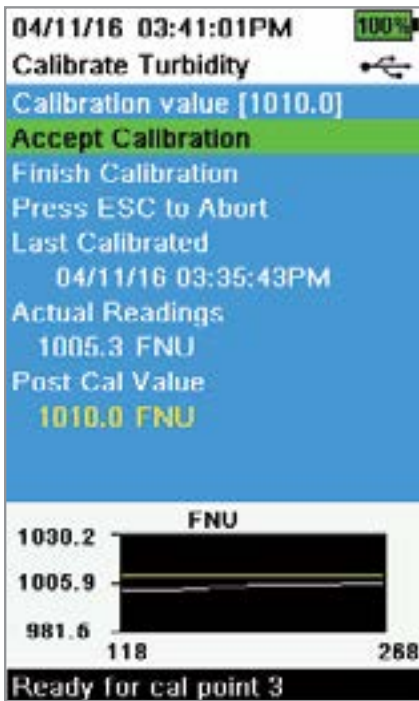 04/11/16 03:41:01PM 100%
Calibrate Turbidity
Calibration value [1010.0]
Accept Calibration
Finish Calibration
Press ESC to Abort
Last Calibrated
04/11/16 03:35:43PM
Actual Readings
1005.3 FNU
Post Cal Value
1010.0 FNU
FNU
1030.2
1005.9
981.6
118 268
Ready for cal point 3